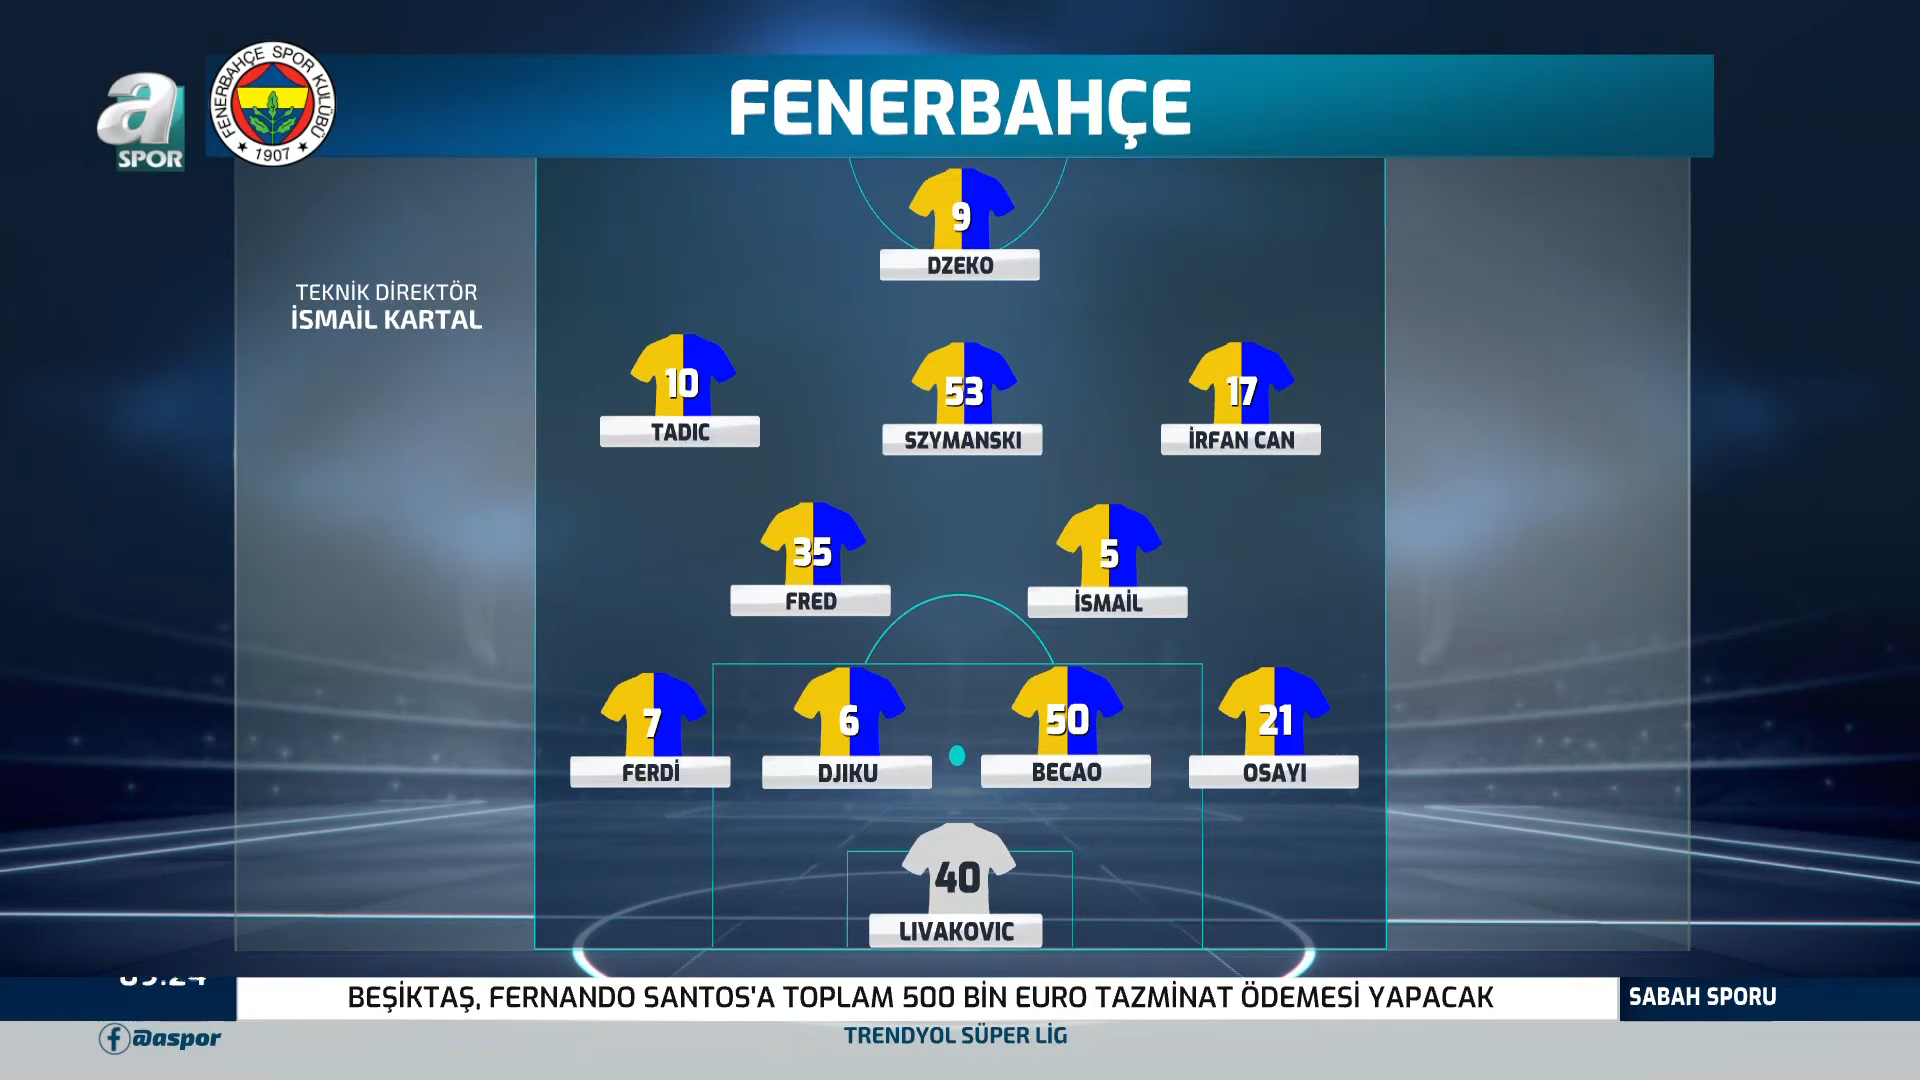 FENERBAHÇE
a
SPOR
FENERBAHÇE SPOR KULÜBÜ
★ 1907 ★
TEKNİK DİREKTÖR
İSMAİL KARTAL
9
DZEKO
10
TADIC
53
SZYMANSKI
17
İRFAN CAN
35
FRED
5
İSMAİL
7
FERDİ
6
DJIKU
50
BECAO
21
OSAYI
40
LIVAKOVIC
BEŞİKTAŞ, FERNANDO SANTOS'A TOPLAM 500 BİN EURO TAZMİNAT ÖDEMESİ YAPACAK
SABAH SPORU
@aspor
TRENDYOL SÜPER LİG